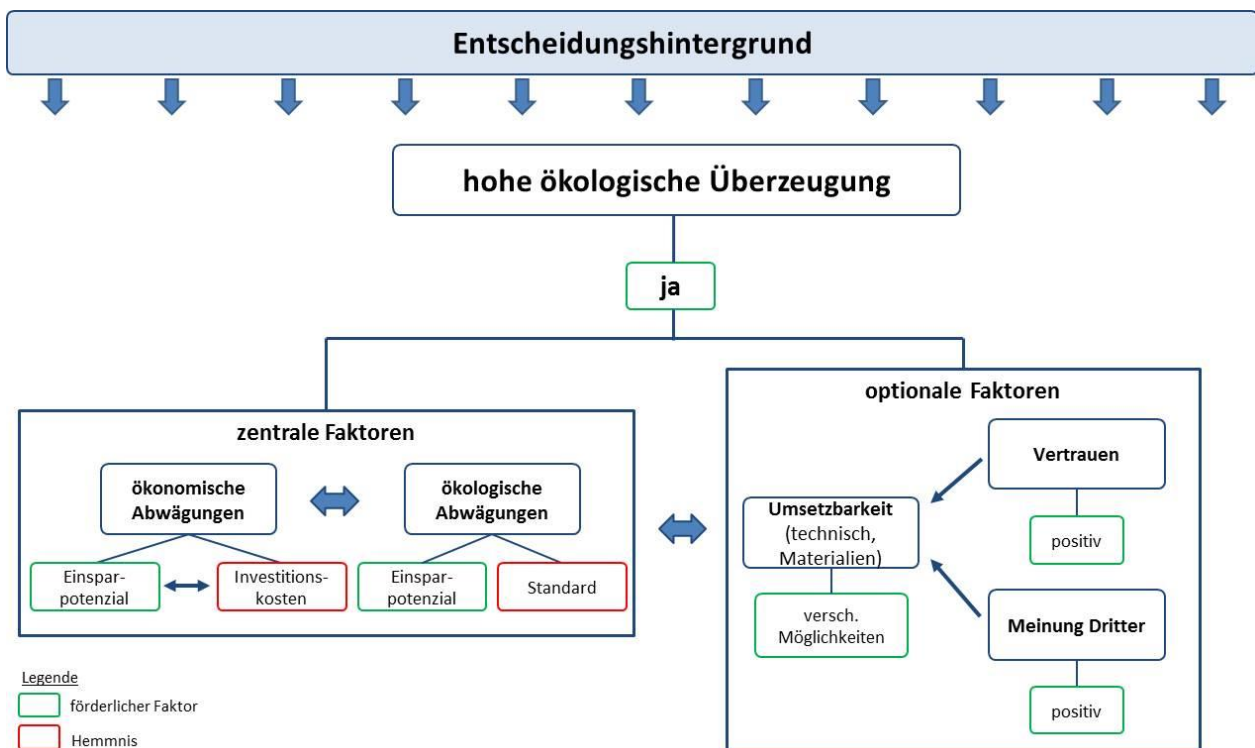 Entscheidungshintergrund
hohe ökologische Überzeugung
ja
zentrale Faktoren
ökonomische
Abwägungen
ökologische
Abwägungen
Einspar-
potenzial
Investitions-
kosten
Einspar-
potenzial
Standard
optionale Faktoren
Vertrauen
positiv
Umsetzbarkeit
(technisch,
Materialien)
versch.
Möglichkeiten
Meinung Dritter
positiv
Legende
förderlicher Faktor
Hemmnis